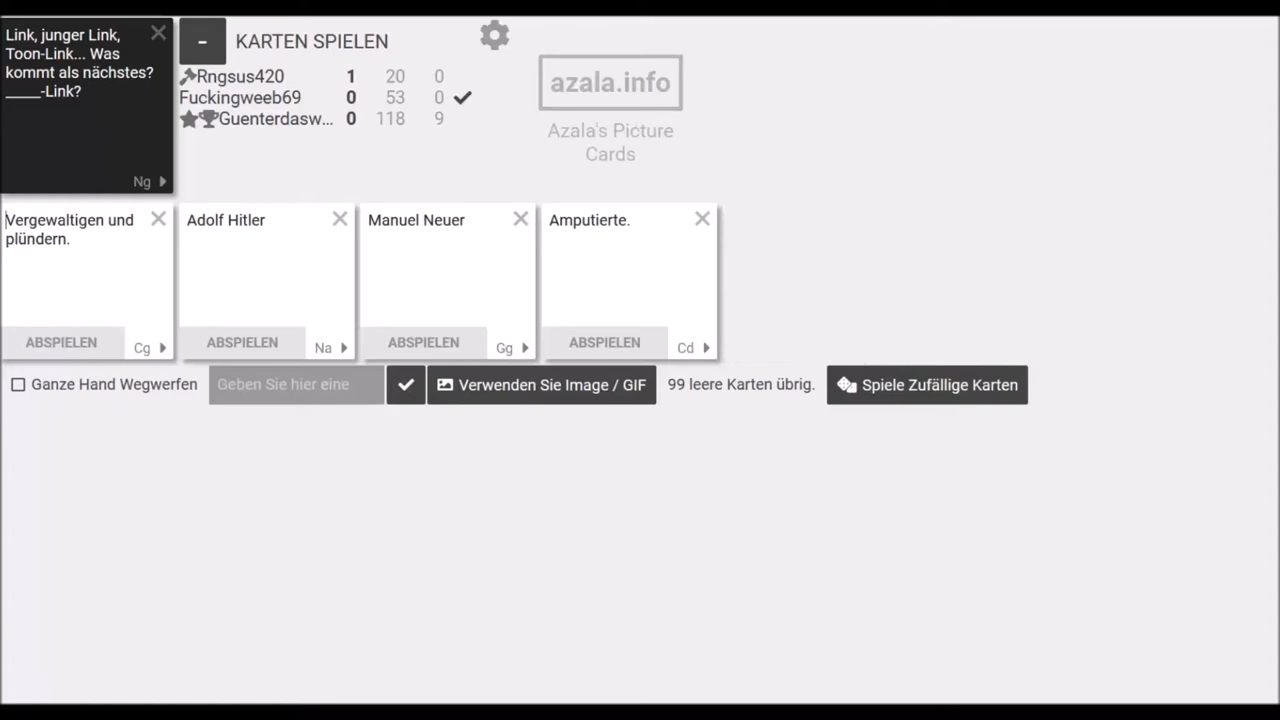 Link, junger Link,
Toon-Link... Was
kommt als nächstes?
_____-Link?
Ng
-
KARTEN SPIELEN
Rngsus420 1 20 0
Fuckingweeb69 0 53 0
Guenterdasw... 0 118 9
azala.info
Azala's Picture
Cards
Vergewaltigen und
plündern.
ABSPIELEN
Cg
Adolf Hitler
ABSPIELEN
Na
Manuel Neuer
ABSPIELEN
Gg
Amputierte.
ABSPIELEN
Cd
Ganze Hand Wegwerfen
Geben Sie hier eine
Verwenden Sie Image / GIF
99 leere Karten übrig.
Spiele Zufällige Karten